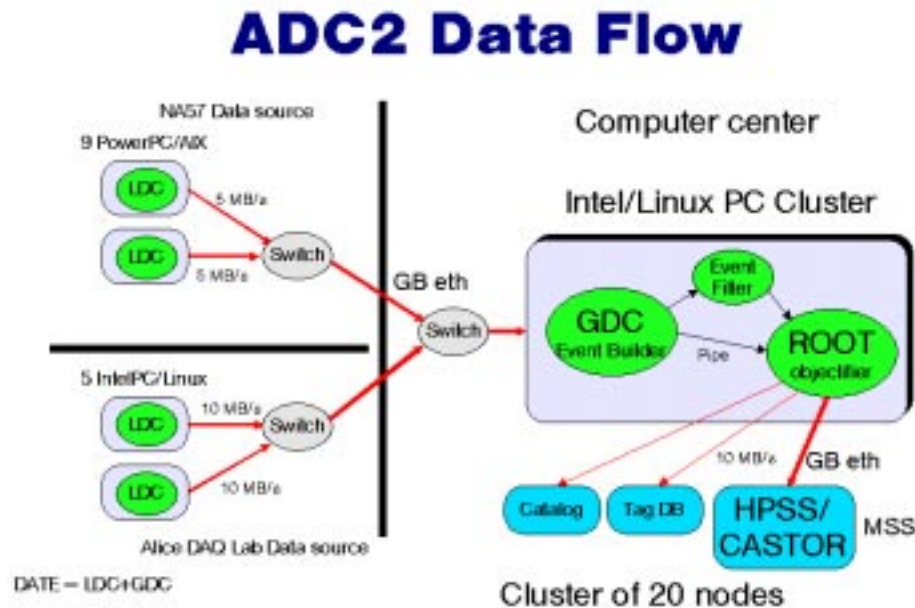 ADC2 Data Flow
NA57 Data source
9 PowerPC/AIX
LDC
5 MB/s
LDC
5 MB/s
Switch
GB eth
Switch
5 IntelPC/Linux
LDC
10 MB/s
LDC
10 MB/s
Switch
Alice DAQ Lab Data source
DATE = LDC+GDC
Computer center
Intel/Linux PC Cluster
GDC
Event Builder
Event
Filter
Pipe
ROOT
objectifier
10 MB/s
GB eth
Catalog
Tag DB
HPSS/
CASTOR
MSS
Cluster of 20 nodes